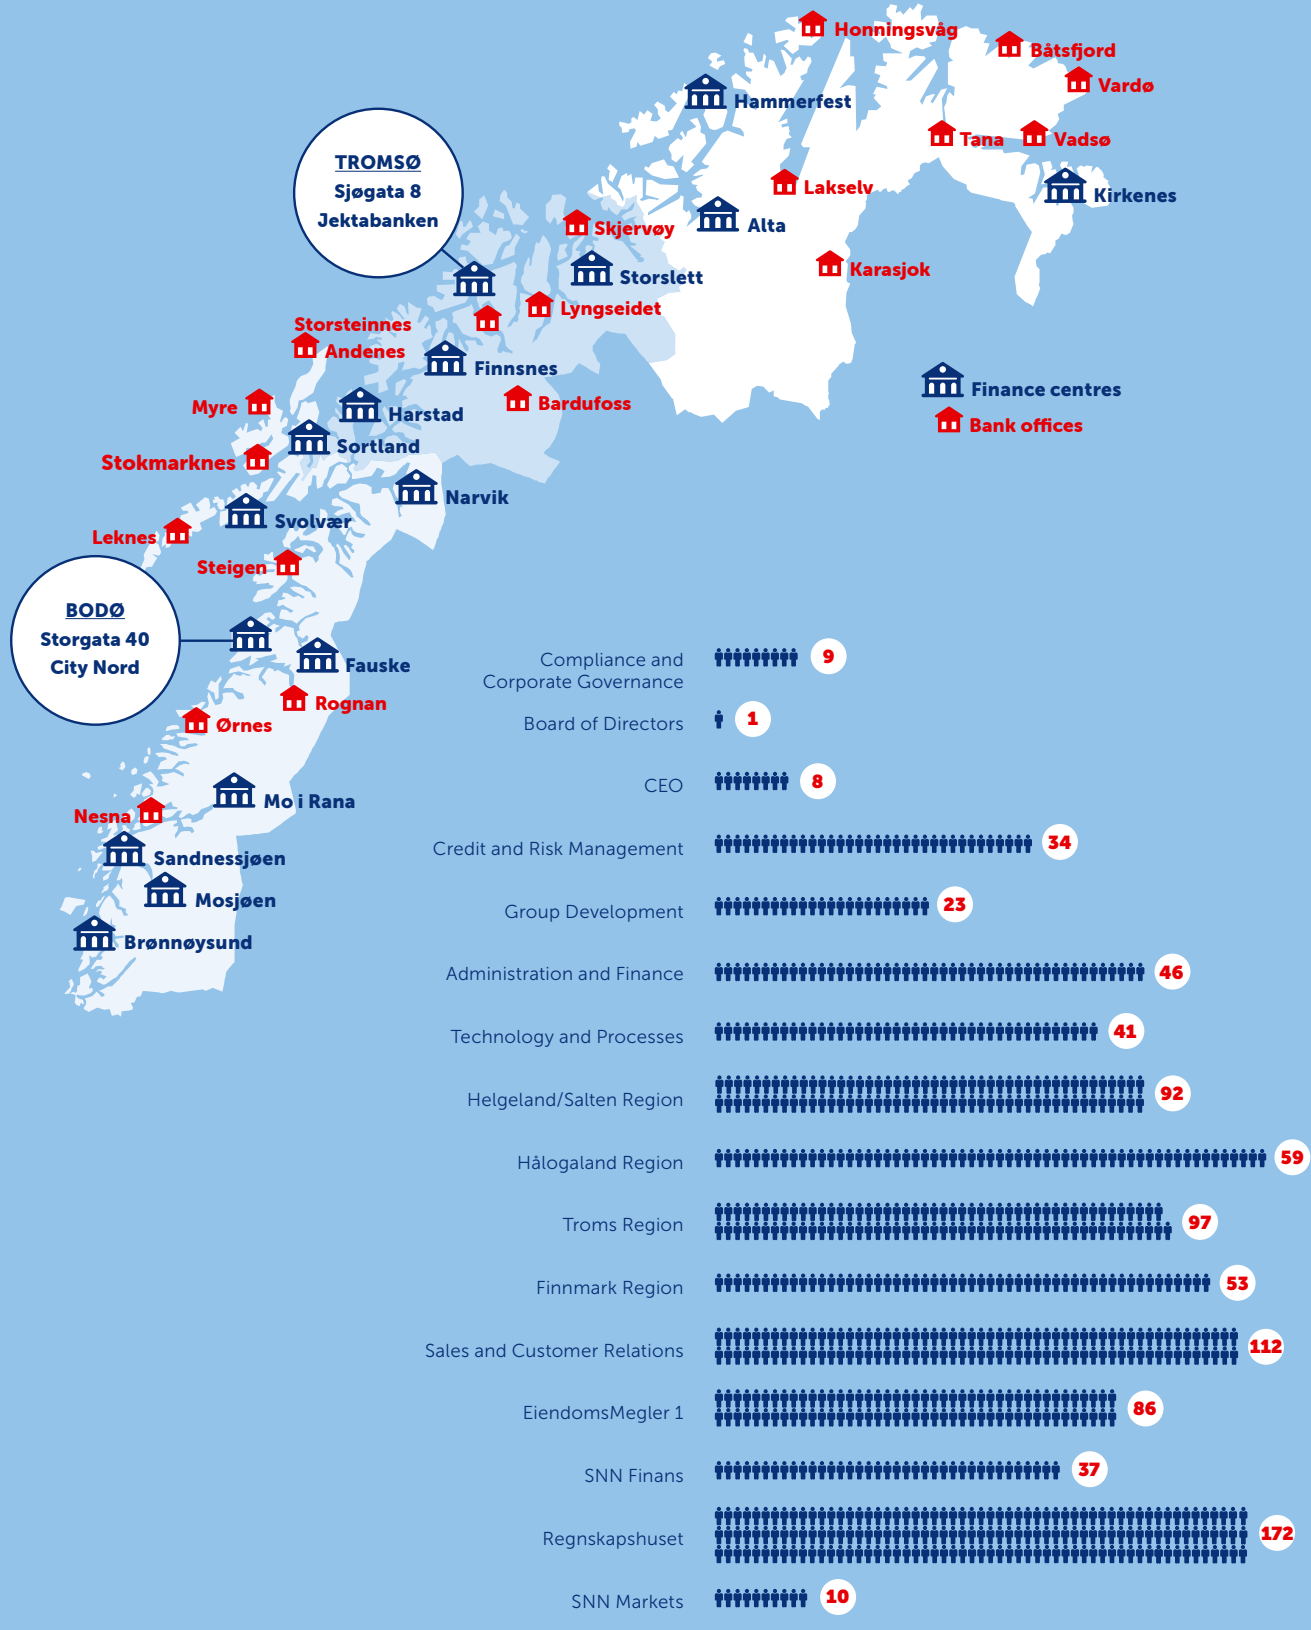 Honningsvåg
Båtsfjord
Vardø
Hammerfest
Tana
Vadsø
TROMSØ
Sjøgata 8
Jektabanken
Lakselv
Kirkenes
Skjervøy
Alta
Karasjok
Storslett
Lyngseidet
Storsteinnes
Andenes
Finnsnes
Finance centres
Bank offices
Myre
Harstad
Bardufoss
Sortland
Stokmarknes
Narvik
Svolvær
Leknes
Steigen
BODØ
Storgata 40
City Nord
Fauske
Rognan
Ørnes
Mo i Rana
Nesna
Sandnessjøen
Mosjøen
Brønnøysund
Compliance and
Corporate Governance
9
Board of Directors
1
CEO
8
Credit and Risk Management
34
Group Development
23
Administration and Finance
46
Technology and Processes
41
Helgeland/Salten Region
92
Hålogaland Region
59
Troms Region
97
Finnmark Region
53
Sales and Customer Relations
112
EiendomsMegler 1
86
SNN Finans
37
Regnskapshuset
172
SNN Markets
10